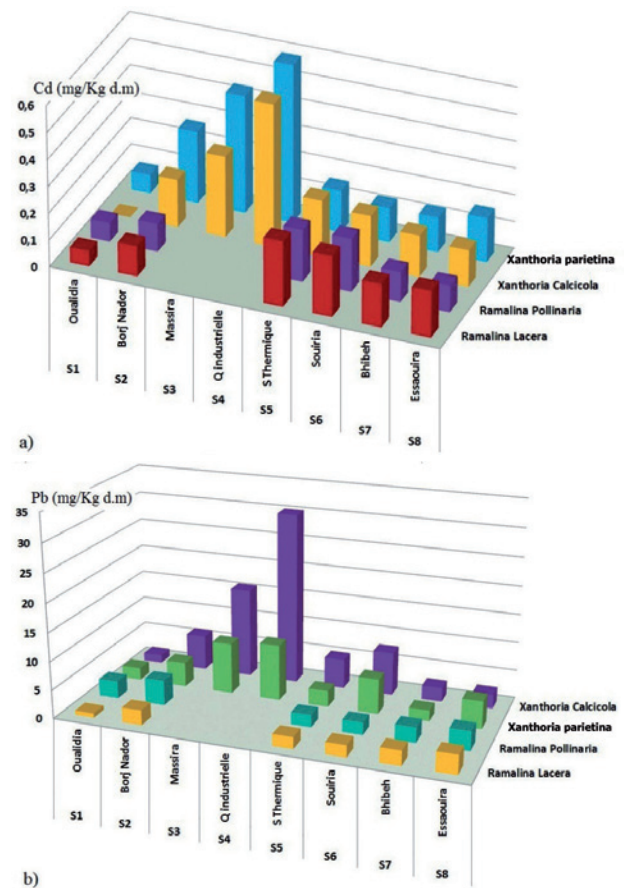 Cd (mg/Kg d.m)
0,6
0,5
0,4
0,3
0,2
0,1
0
Oualidia
Borj Nador
Massira
Q industrielle
S Thermique
Souiria
Bhibeh
Essaouira
S1
S2
S3
S4
S5
S6
S7
S8
Xanthoria parietina
Xanthoria Calcicola
Ramalina Pollinaria
Ramalina Lacera
a)
Pb (mg/Kg d.m)
35
30
25
20
15
10
5
0
Oualidia
Borj Nador
Massira
Q industrielle
S Thermique
Souiria
Bhibeh
Essaouira
S1
S2
S3
S4
S5
S6
S7
S8
Xanthoria Calcicola
Xanthoria parietina
Ramalina Pollinaria
Ramalina Lacera
b)